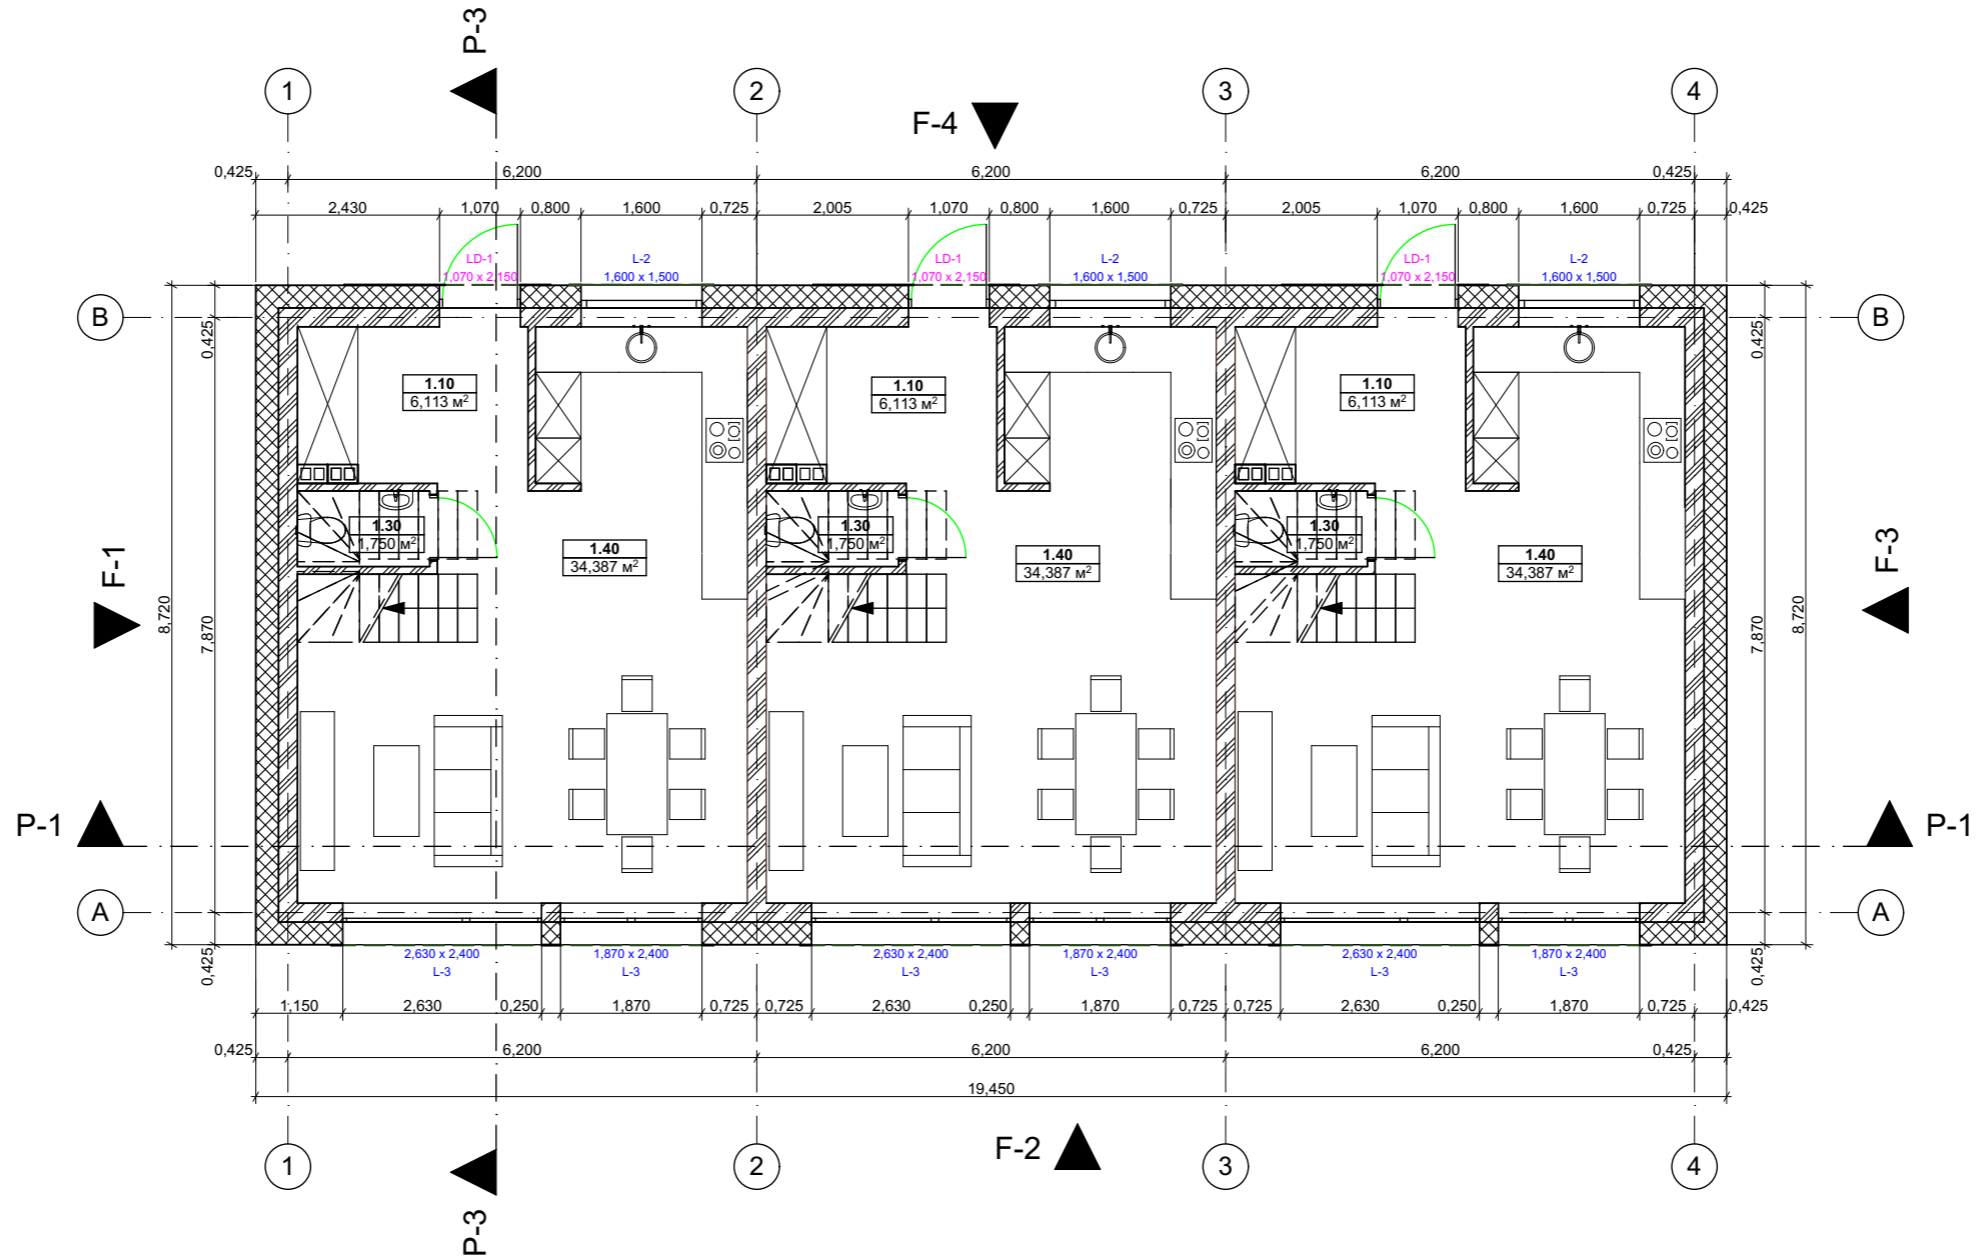 P-3
1
2
3
4
F-4
0,425
6,200
6,200
6,200
0,425
2,430
1,070
0,800
1,600
0,725
2,005
1,070
0,800
1,600
0,725
2,005
1,070
0,800
1,600
0,725
0,425
LD-1
1,070 x 2,150
L-2
1,600 x 1,500
LD-1
1,070 x 2,150
L-2
1,600 x 1,500
LD-1
1,070 x 2,150
L-2
1,600 x 1,500
B
B
0,425
0,425
1.10
6,113 м²
1.10
6,113 м²
1.10
6,113 м²
1.30
1,750 м²
1.30
1,750 м²
1.30
1,750 м²
1.40
34,387 м²
1.40
34,387 м²
1.40
34,387 м²
F-1
F-3
8,720
7,870
7,870
8,720
P-1
P-1
A
A
0,425
0,425
2,630 x 2,400
L-3
1,870 x 2,400
L-3
2,630 x 2,400
L-3
1,870 x 2,400
L-3
2,630 x 2,400
L-3
1,870 x 2,400
L-3
1,150
2,630
0,250
1,870
0,725
0,725
2,630
0,250
1,870
0,725
0,725
2,630
0,250
1,870
0,725
0,425
0,425
6,200
6,200
6,200
0,425
19,450
1
2
F-2
3
4
P-3